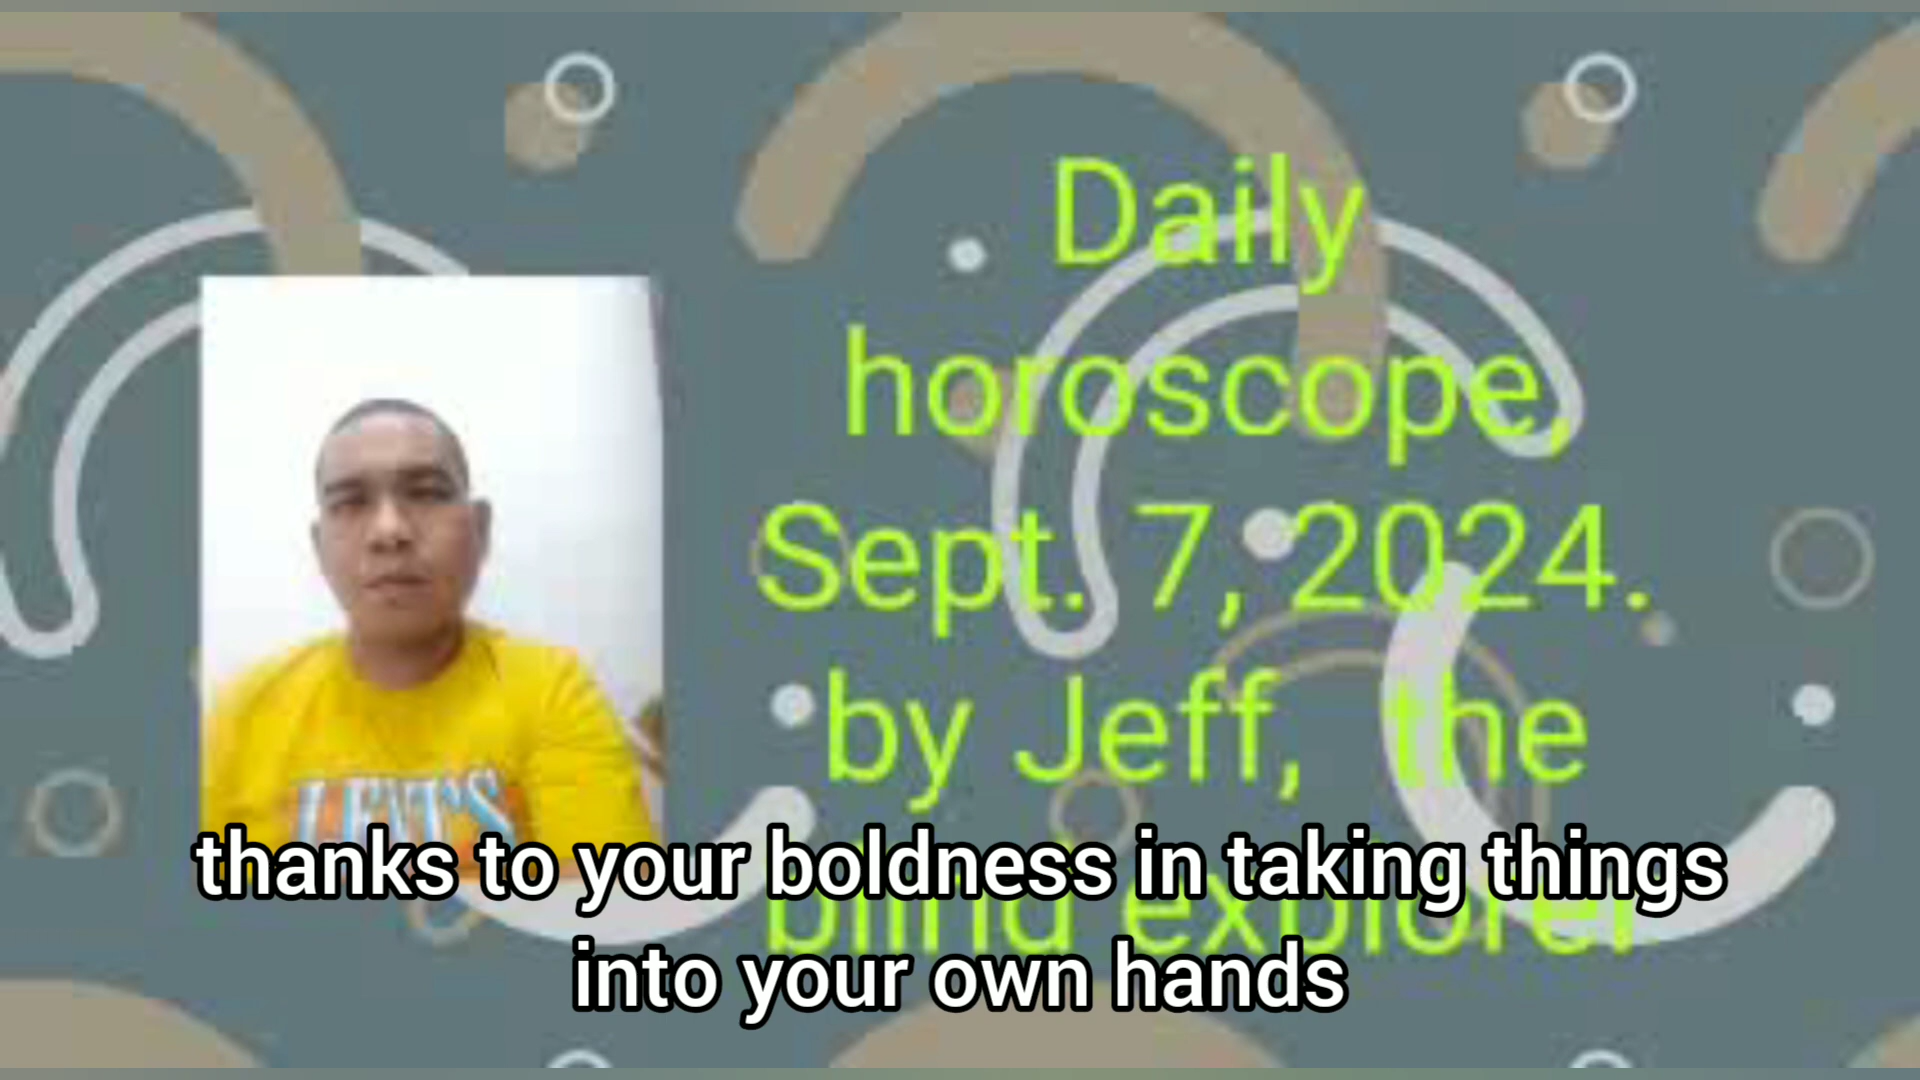 Daily
horoscope,
Sept. 7, 2024.
by Jeff, the
blind explorer
LEVI'S
thanks to your boldness in taking things
into your own hands